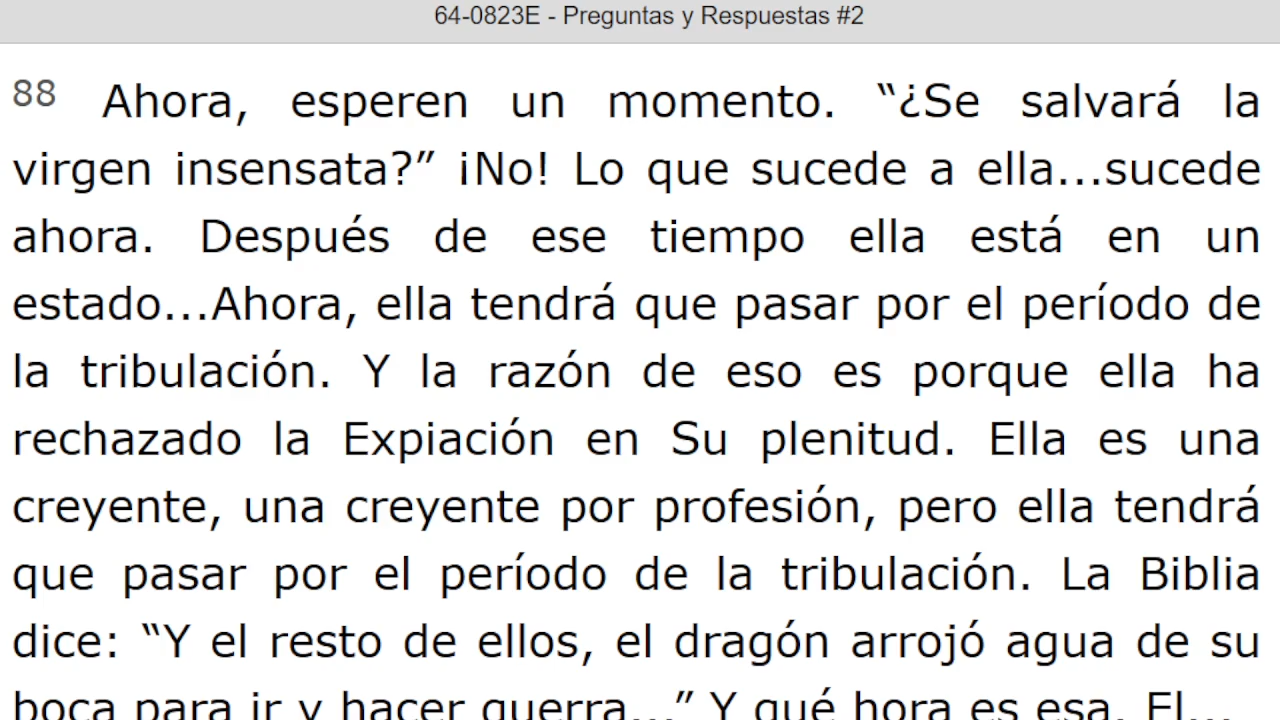 64-0823E - Preguntas y Respuestas #2
88 Ahora, esperen un momento. “¿Se salvará la
virgen insensata?” ¡No! Lo que sucede a ella...sucede
ahora. Después de ese tiempo ella está en un
estado...Ahora, ella tendrá que pasar por el período de
la tribulación. Y la razón de eso es porque ella ha
rechazado la Expiación en Su plenitud. Ella es una
creyente, una creyente por profesión, pero ella tendrá
que pasar por el período de la tribulación. La Biblia
dice: “Y el resto de ellos, el dragón arrojó agua de su
boca para ir y hacer guerra...” Y qué hora es esa. El...